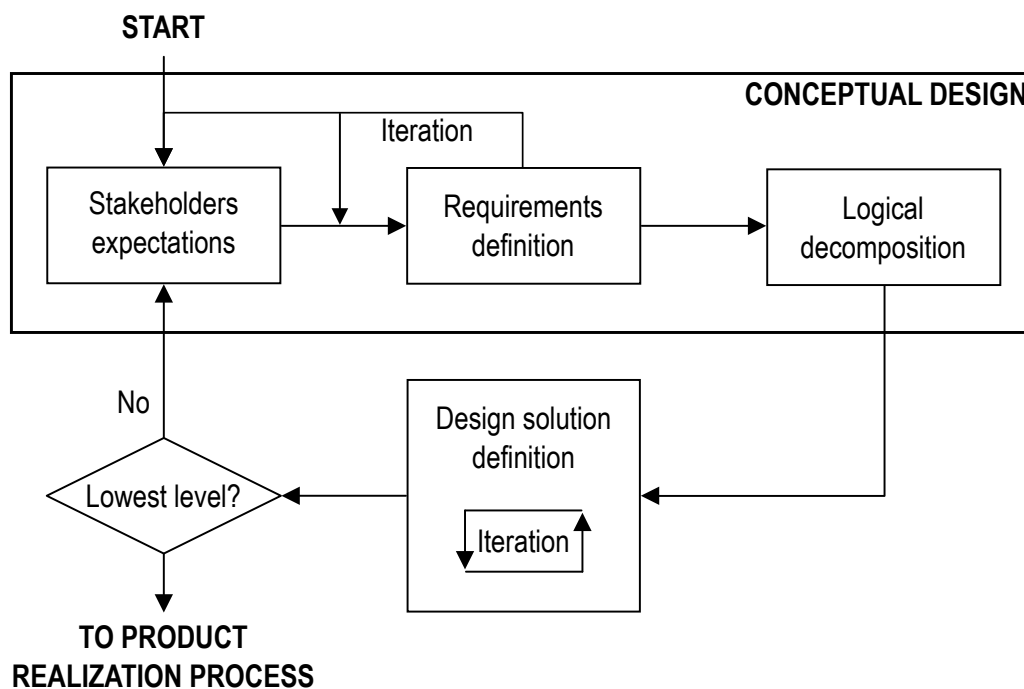 START
CONCEPTUAL DESIGN
Iteration
Stakeholders
expectations
Requirements
definition
Logical
decomposition
No
Design solution
definition
Lowest level?
Iteration
TO PRODUCT
REALIZATION PROCESS